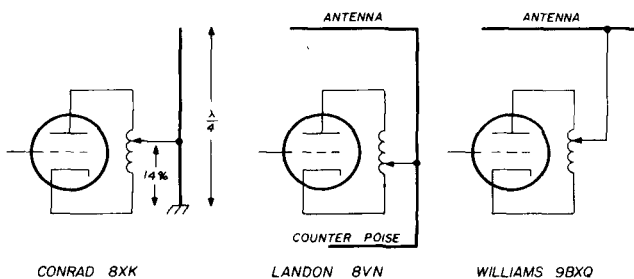 ANTENNA
ANTENNA
λ/4
14%
COUNTER POISE
CONRAD 8XK
LANDON 8VN
WILLIAMS 9BXQ